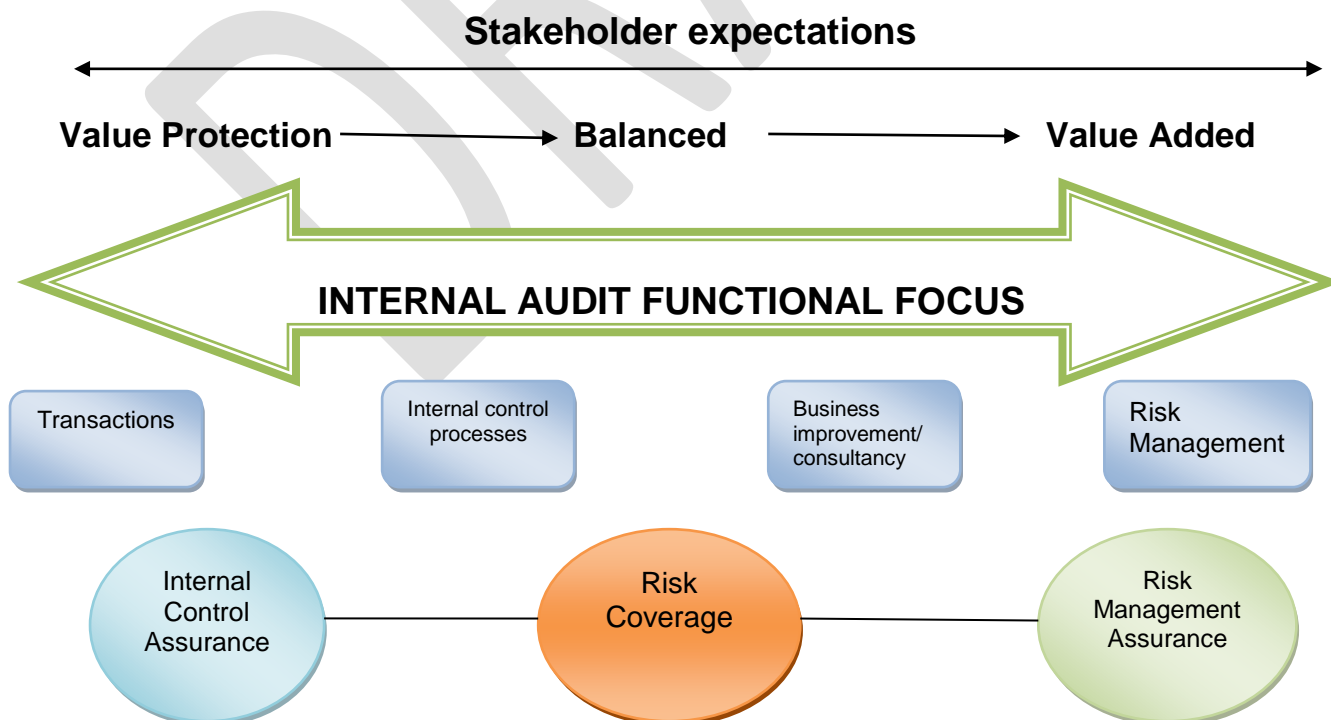 Stakeholder expectations
Value Protection Balanced Value Added
INTERNAL AUDIT FUNCTIONAL FOCUS
Transactions
Internal control
processes
Business
improvement/
consultancy
Risk
Management
Internal
Control
Assurance
Risk
Coverage
Risk
Management
Assurance